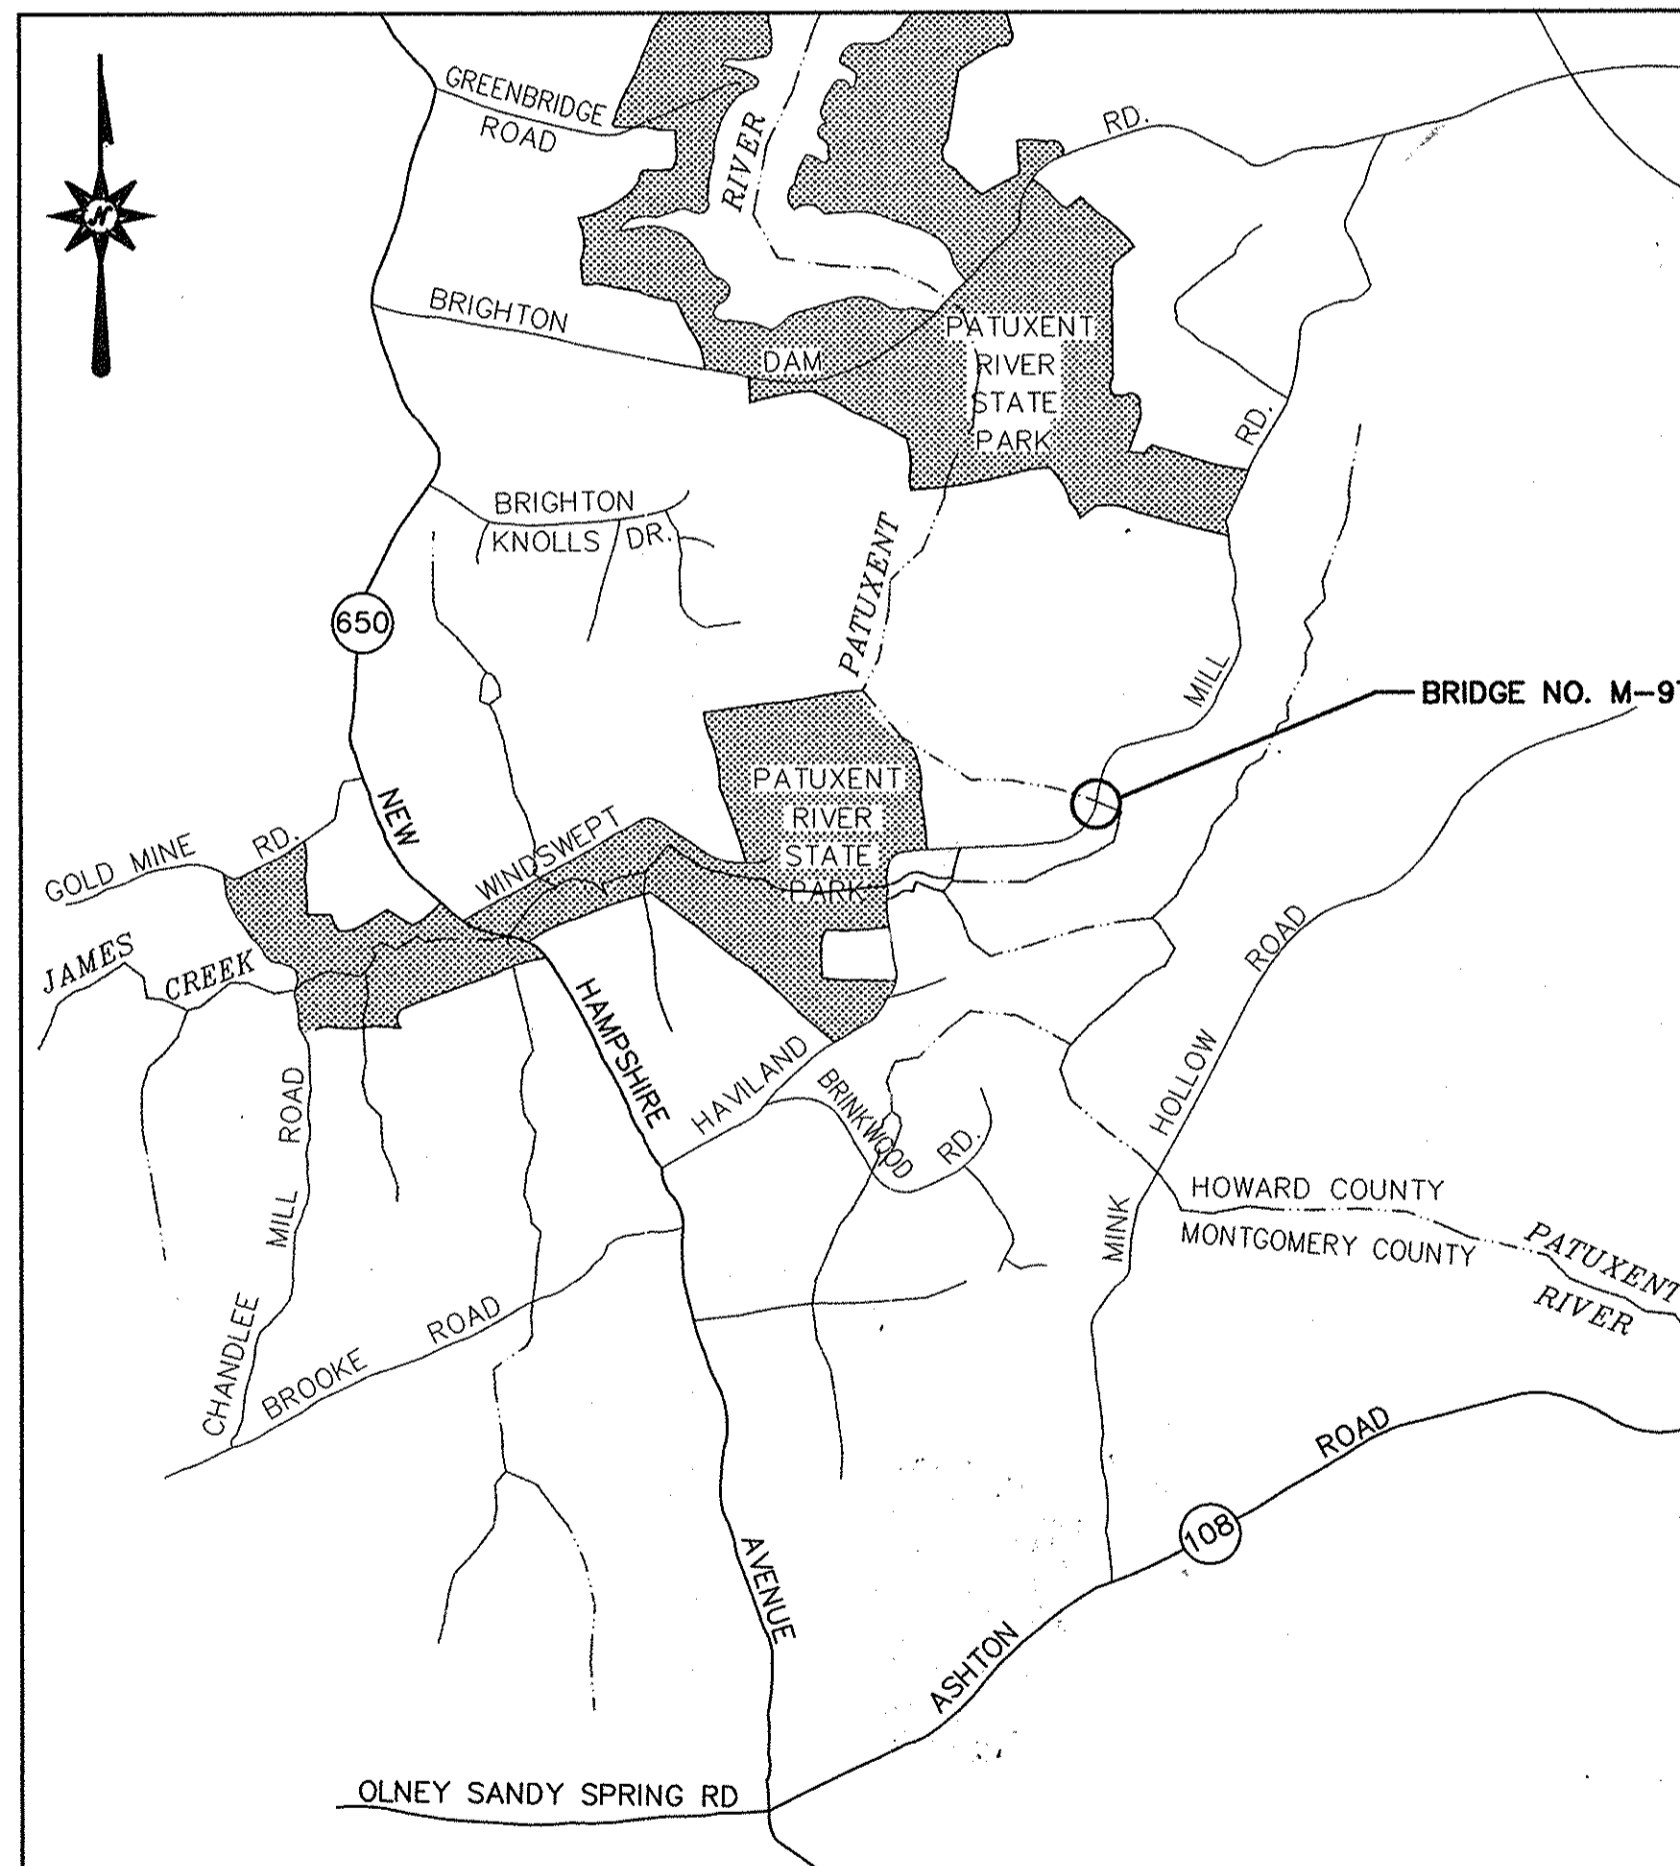 GREENBRIDGE
ROAD
RIVER
RD.
N
BRIGHTON
DAM
PATUXENT
RIVER
STATE
PARK
RD.
BRIGHTON
KNOLLS DR.
PATUXENT
650
MILL
BRIDGE NO. M-97
NEW
PATUXENT
RIVER
STATE
PARK
WINDSWEPT
GOLD MINE RD.
JAMES CREEK
ROAD
HAMPSHIRE
HOLLOW
HAVILAND
BRINKWOOD RD.
ROAD
MILL
CHANDLEE
MINK
HOWARD COUNTY
MONTGOMERY COUNTY
PATUXENT
RIVER
BROOKE ROAD
ROAD
108
AVENUE
ASHTON
OLNEY SANDY SPRING RD